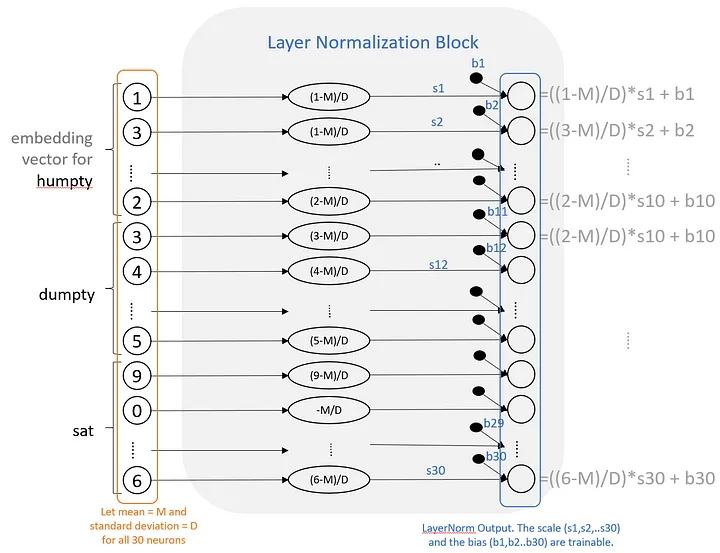 Layer Normalization Block
b1
1
(1-M)/D
s1
=((1-M)/D)*s1 + b1
b2
3
(1-M)/D
s2
=((3-M)/D)*s2 + b2
embedding
vector for
humpty
..
2
(2-M)/D
=((2-M)/D)*s10 + b10
b11
3
(3-M)/D
=((2-M)/D)*s10 + b10
b12
4
(4-M)/D
s12
dumpty
5
(5-M)/D
9
(9-M)/D
0
-M/D
sat
b29
b30
6
(6-M)/D
s30
=((6-M)/D)*s30 + b30
Let mean = M and
standard deviation = D
for all 30 neurons
LayerNorm Output. The scale (s1,s2,..s30)
and the bias (b1,b2..b30) are trainable.